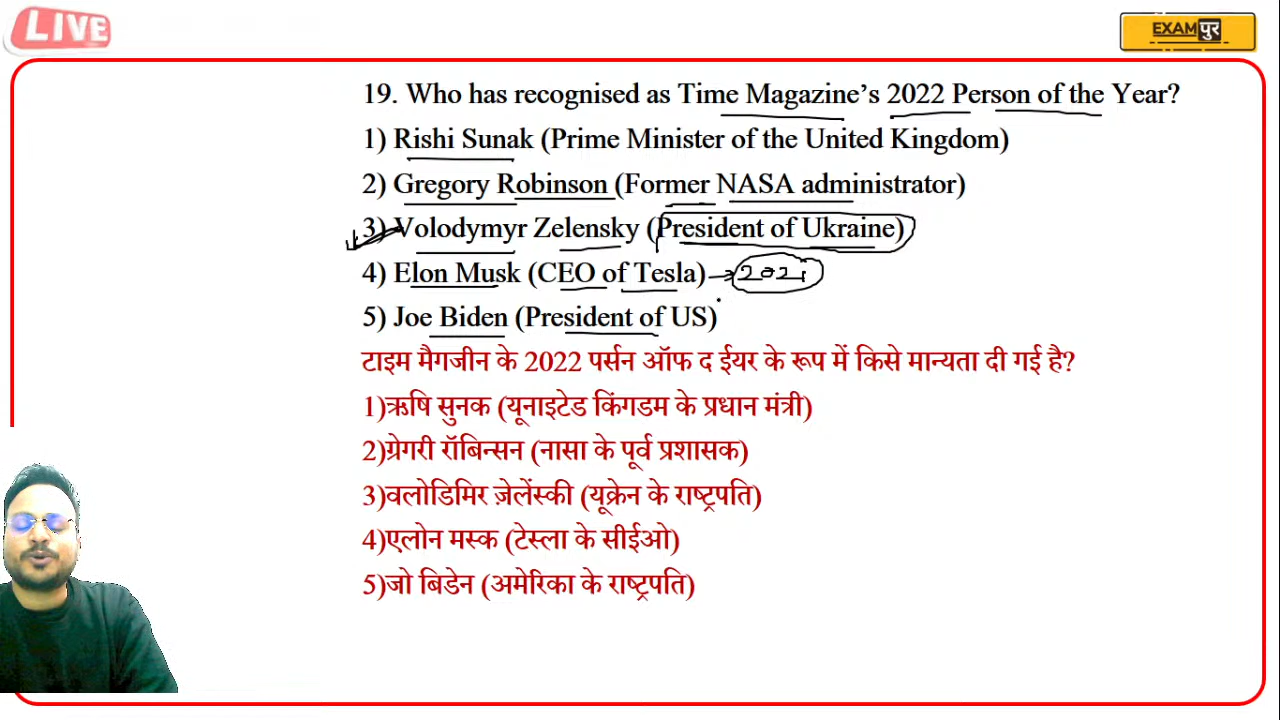 LIVE
EXAMपुर
19. Who has recognised as Time Magazine's 2022 Person of the Year?
1) Rishi Sunak (Prime Minister of the United Kingdom)
2) Gregory Robinson (Former NASA administrator)
3) Volodymyr Zelensky (President of Ukraine)
4) Elon Musk (CEO of Tesla) → 2021
5) Joe Biden (President of US)
टाइम मैगजीन के 2022 पर्सन ऑफ द ईयर के रूप में किसे मान्यता दी गई है?
1)ऋषि सुनक (यूनाइटेड किंगडम के प्रधान मंत्री)
2)ग्रेगरी रॉबिन्सन (नासा के पूर्व प्रशासक)
3)वलोडिमिर ज़ेलेंस्की (यूक्रेन के राष्ट्रपति)
4)एलोन मस्क (टेस्ला के सीईओ)
5)जो बिडेन (अमेरिका के राष्ट्रपति)